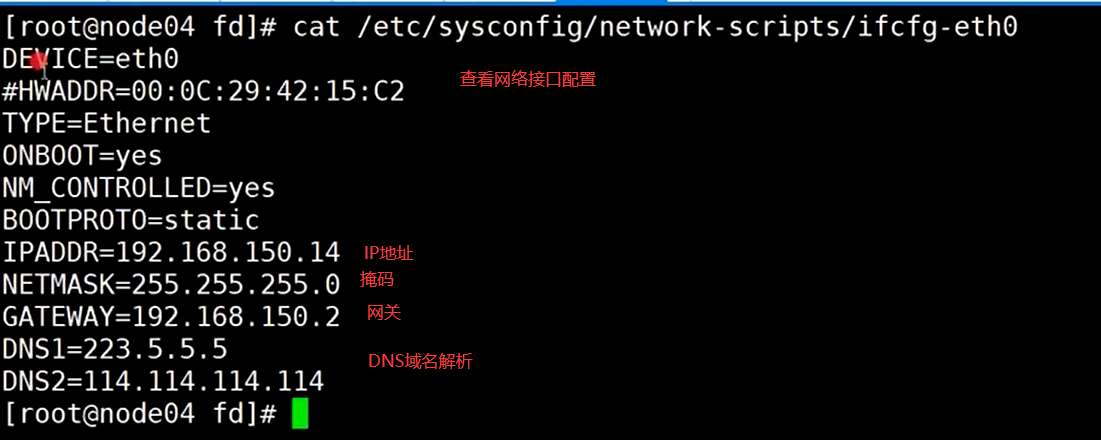 [root@node04 fd]# cat /etc/sysconfig/network-scripts/ifcfg-eth0
DEVICE=eth0
查看网络接口配置
#HWADDR=00:0C:29:42:15:C2
TYPE=Ethernet
ONBOOT=yes
NM_CONTROLLED=yes
BOOTPROTO=static
IPADDR=192.168.150.14 IP地址
NETMASK=255.255.255.0 掩码
GATEWAY=192.168.150.2 网关
DNS1=223.5.5.5
DNS域名解析
DNS2=114.114.114.114
[root@node04 fd]#